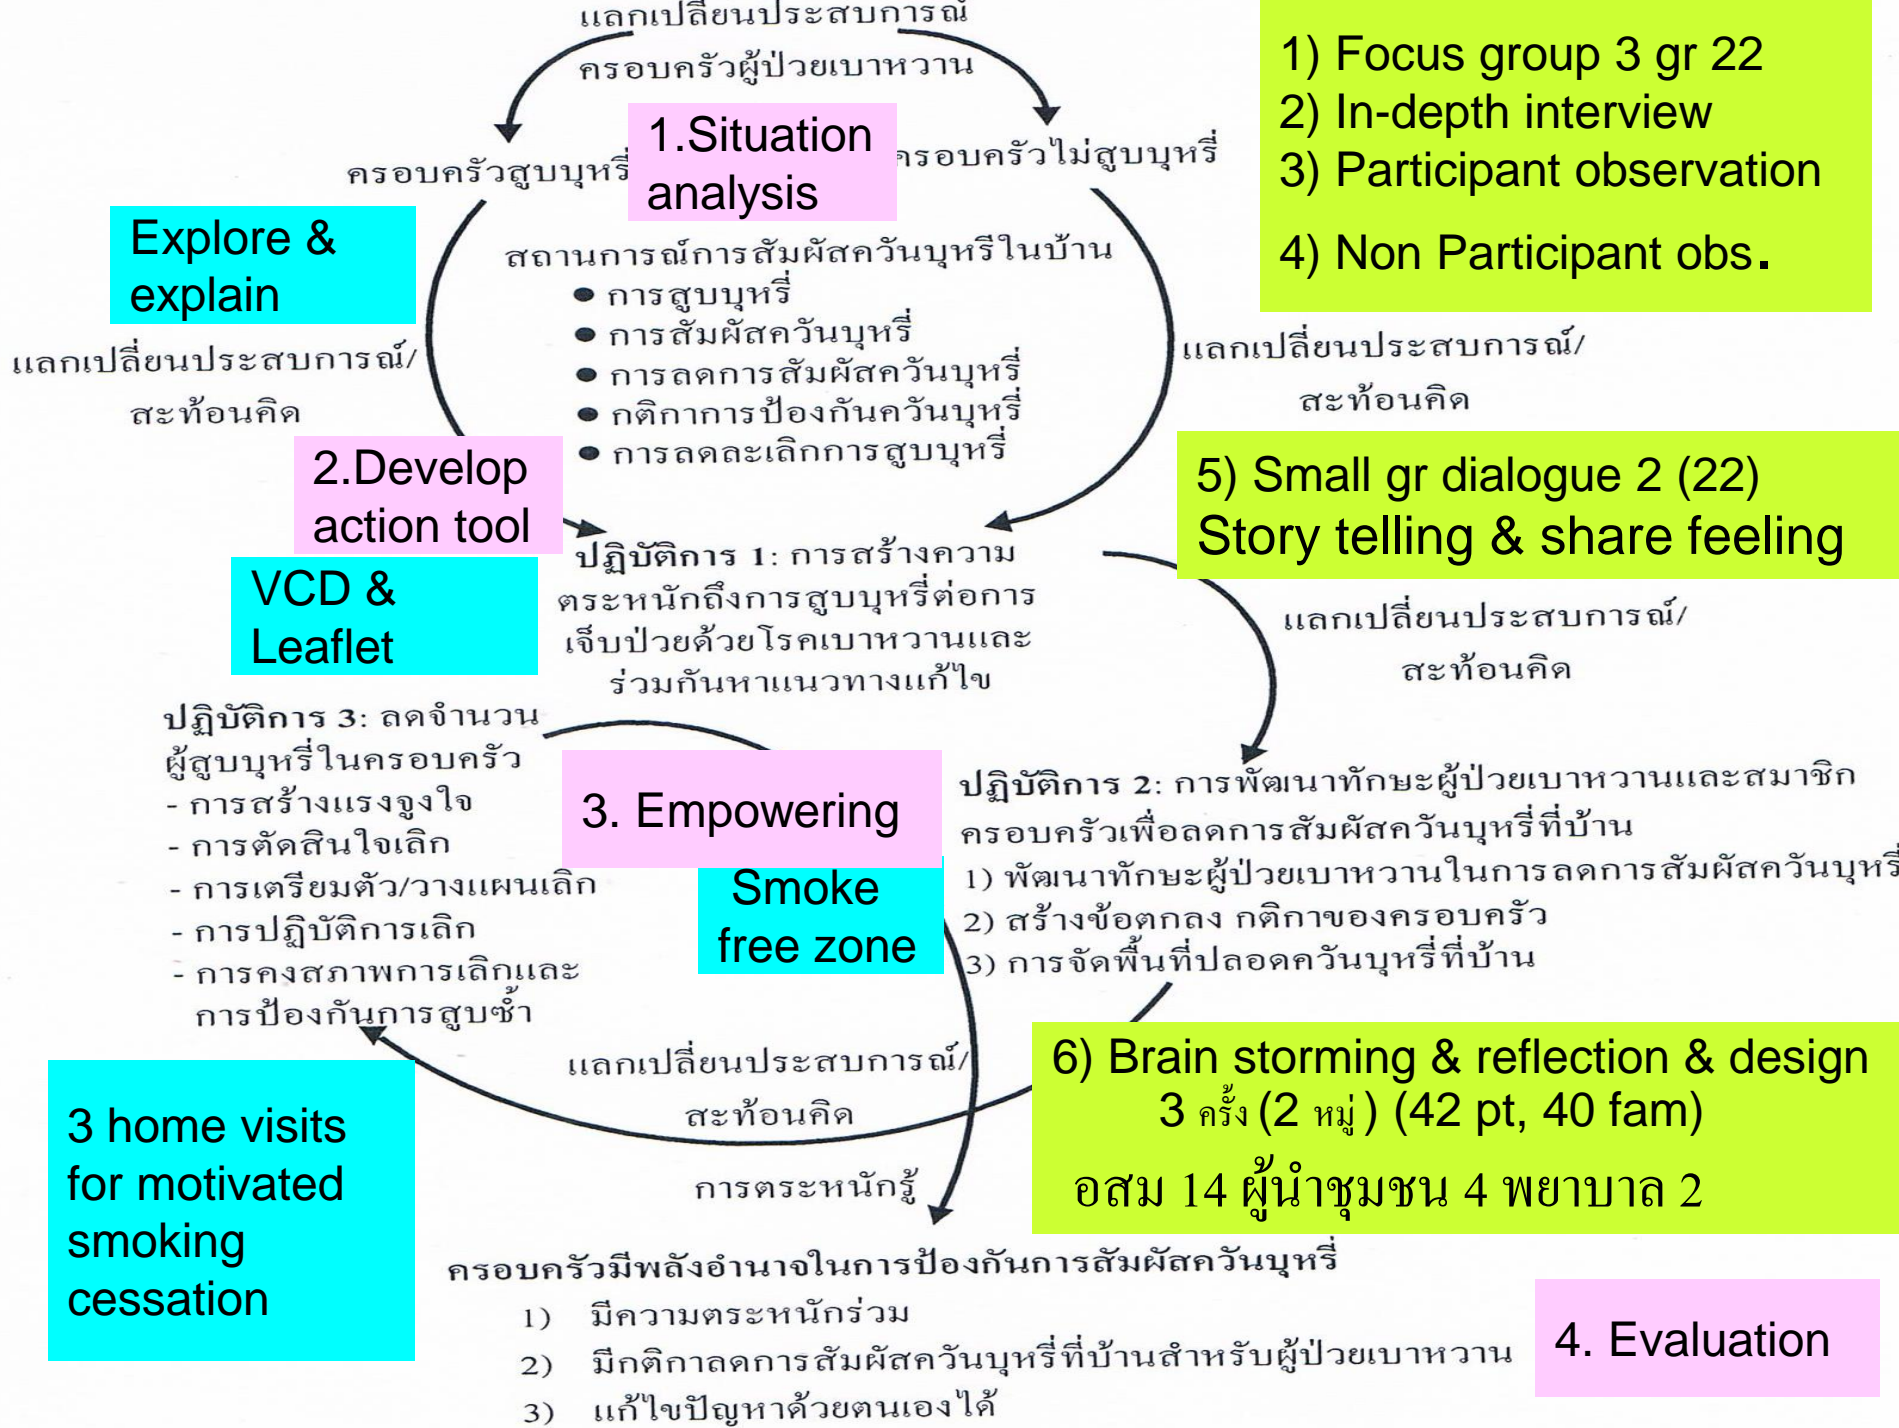 แลกเปลี่ยนประสบการณ์
ครอบครัวผู้ป่วยเบาหวาน
1.Situation
analysis
ครอบครัวสูบบุหรี่
ครอบครัวไม่สูบบุหรี่
1) Focus group 3 gr 22
2) In-depth interview
3) Participant observation
4) Non Participant obs.
Explore &
explain
สถานการณ์การสัมผัสควันบุหรี่ในบ้าน
● การสูบบุหรี่
● การสัมผัสควันบุหรี่
● การลดการสัมผัสควันบุหรี่
● กติกาการป้องกันควันบุหรี่
● การลดละเลิกการสูบบุหรี่
แลกเปลี่ยนประสบการณ์/
สะท้อนคิด
แลกเปลี่ยนประสบการณ์/
สะท้อนคิด
2.Develop
action tool
5) Small gr dialogue 2 (22)
Story telling & share feeling
VCD &
Leaflet
ปฏิบัติการ 1: การสร้างความ
ตระหนักถึงการสูบบุหรี่ต่อการ
เจ็บป่วยด้วยโรคเบาหวานและ
ร่วมกันหาแนวทางแก้ไข
แลกเปลี่ยนประสบการณ์/
สะท้อนคิด
ปฏิบัติการ 3: ลดจำนวน
ผู้สูบบุหรี่ในครอบครัว
- การสร้างแรงจูงใจ
- การตัดสินใจเลิก
- การเตรียมตัว/วางแผนเลิก
- การปฏิบัติการเลิก
- การคงสภาพการเลิกและ
การป้องกันการสูบซ้ำ
3. Empowering
Smoke
free zone
ปฏิบัติการ 2: การพัฒนาทักษะผู้ป่วยเบาหวานและสมาชิก
ครอบครัวเพื่อลดการสัมผัสควันบุหรี่ที่บ้าน
1) พัฒนาทักษะผู้ป่วยเบาหวานในการลดการสัมผัสควันบุหรี่
2) สร้างข้อตกลง กติกาของครอบครัว
3) การจัดพื้นที่ปลอดควันบุหรี่ที่บ้าน
แลกเปลี่ยนประสบการณ์/
สะท้อนคิด
การตระหนักรู้
6) Brain storming & reflection & design
3 ครั้ง (2 หมู่ ) (42 pt, 40 fam)
อสม 14 ผู้นำชุมชน 4 พยาบาล 2
3 home visits
for motivated
smoking
cessation
ครอบครัวมีพลังอำนาจในการป้องกันการสัมผัสควันบุหรี่
1) มีความตระหนักร่วม
2) มีกติกาลดการสัมผัสควันบุหรี่ที่บ้านสำหรับผู้ป่วยเบาหวาน
3) แก้ไขปัญหาด้วยตนเองได้
4. Evaluation